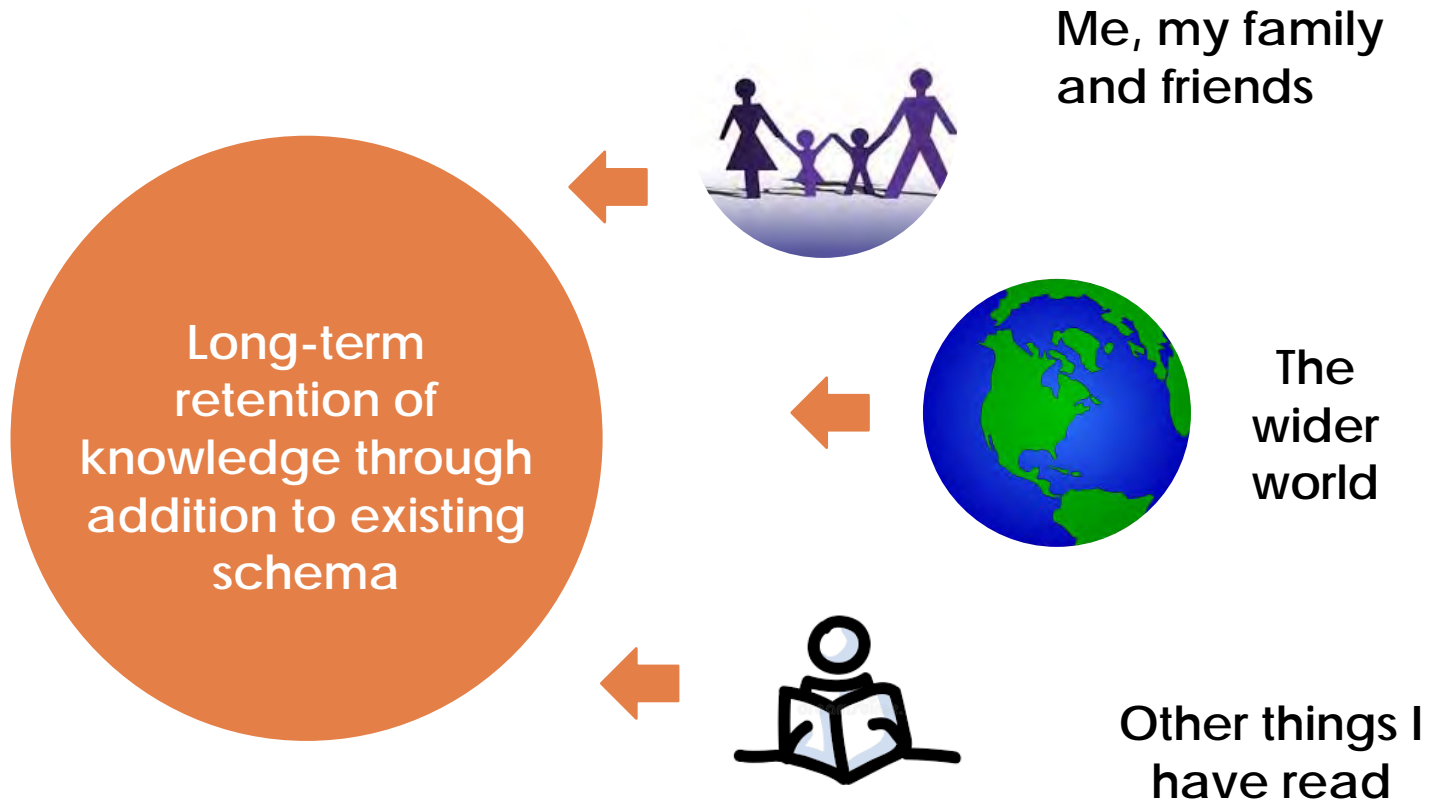 Me, my family
and friends
Long-term
retention of
knowledge through
addition to existing
schema
The
wider
world
Other things I
have read